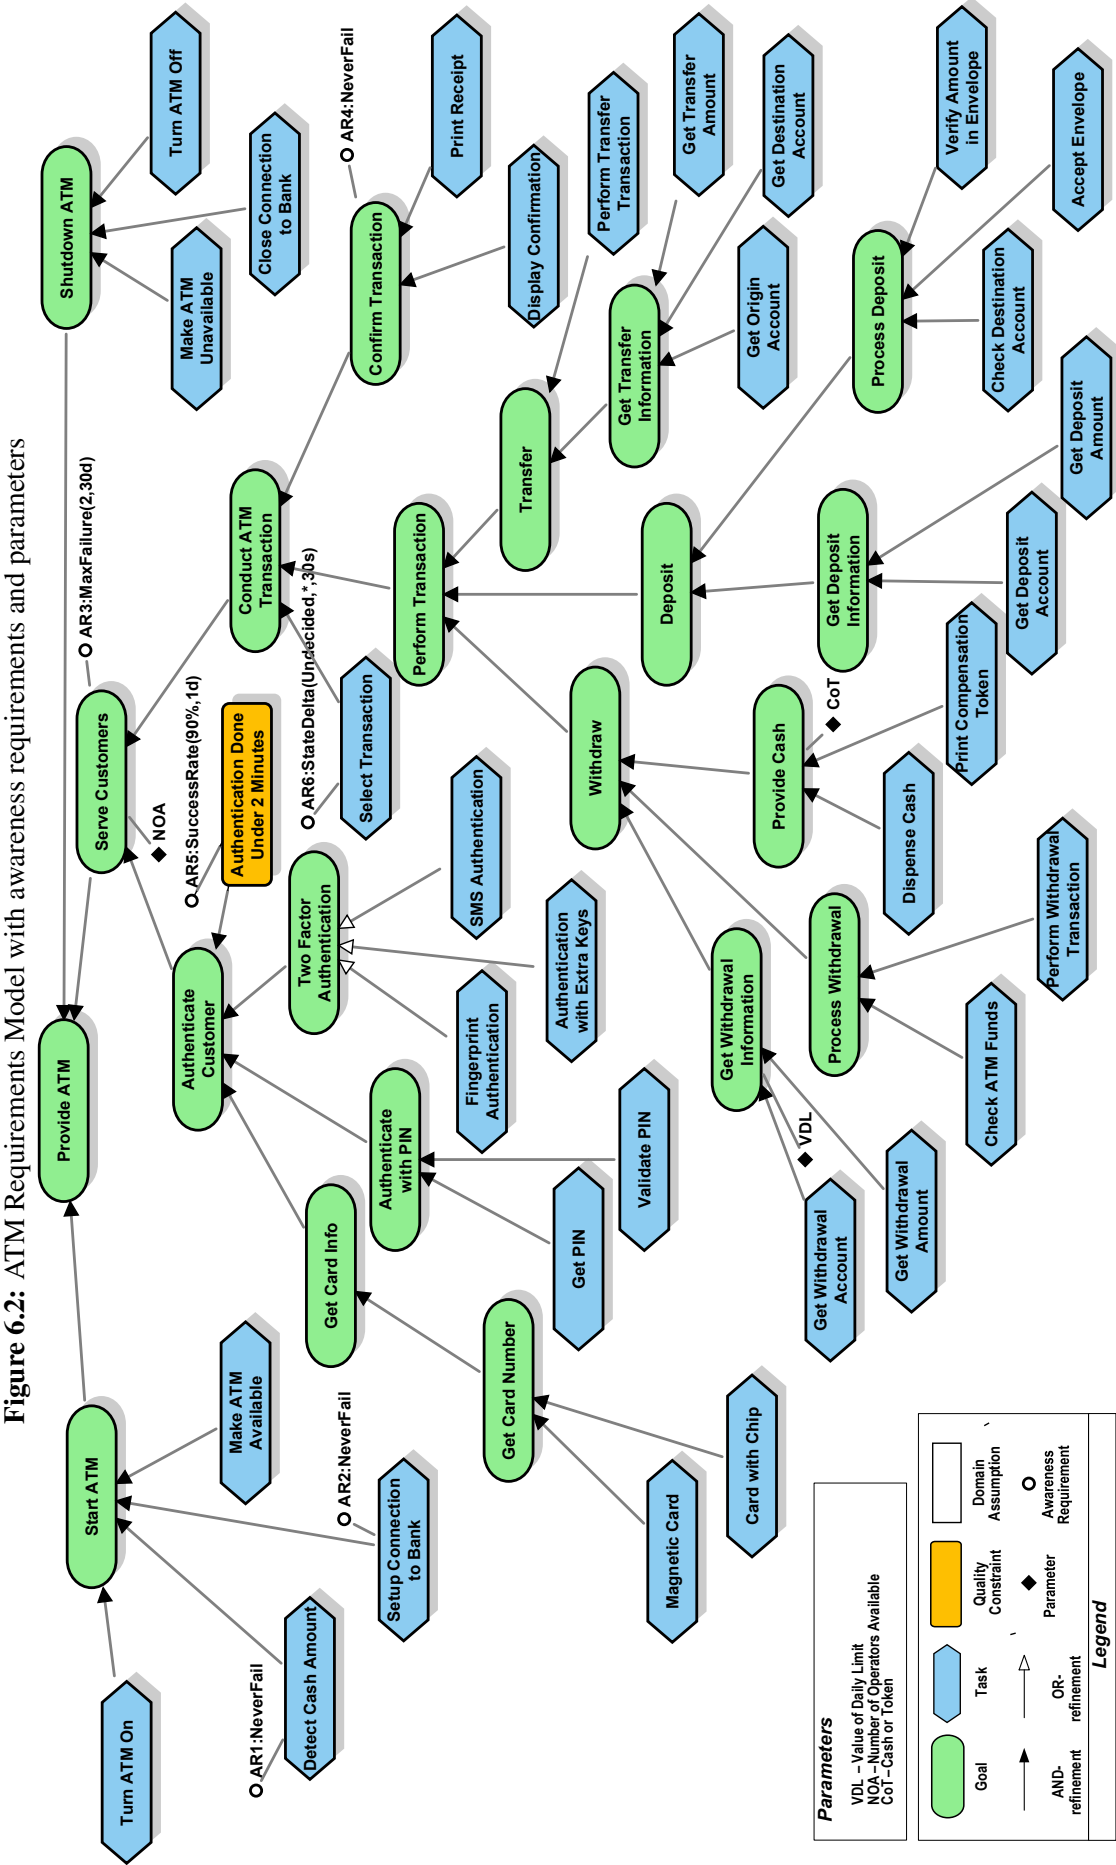 Figure 6.2: ATM Requirements Model with awareness requirements and parameters
Provide ATM
Start ATM
Turn ATM On
AR1:NeverFail
Detect Cash Amount
AR2:NeverFail
Setup Connection
to Bank
Make ATM
Available
Serve Customers
AR3:MaxFailure(2,30d)
NOA
Shutdown ATM
Make ATM
Unavailable
Close Connection
to Bank
Turn ATM Off
Authenticate
Customer
AR5:SuccessRate(90%,1d)
Authentication Done
Under 2 Minutes
Get Card Info
Get Card Number
Magnetic Card
Card with Chip
Authenticate
with PIN
Get PIN
Validate PIN
Two Factor
Authentication
Fingerprint
Authentication
Authentication
with Extra Keys
SMS Authentication
Conduct ATM
Transaction
AR6:StateDelta(Undecided,*,30s)
Select Transaction
Perform Transaction
Confirm Transaction
AR4:NeverFail
Display Confirmation
Print Receipt
Withdraw
Get Withdrawal
Information
VDL
Get Withdrawal
Account
Get Withdrawal
Amount
Process Withdrawal
Check ATM Funds
Perform Withdrawal
Transaction
Provide Cash
CoT
Dispense Cash
Print Compensation
Token
Deposit
Get Deposit
Information
Get Deposit
Account
Get Deposit
Amount
Process Deposit
Check Destination
Account
Accept Envelope
Verify Amount
in Envelope
Transfer
Get Transfer
Information
Get Origin
Account
Get Destination
Account
Get Transfer
Amount
Perform Transfer
Transaction
Parameters
VDL – Value of Daily Limit
NOA – Number of Operators Available
CoT – Cash or Token
Goal
Task
Quality
Constraint
Domain
Assumption
AND-
refinement
OR-
refinement
Parameter
Awareness
Requirement
Legend